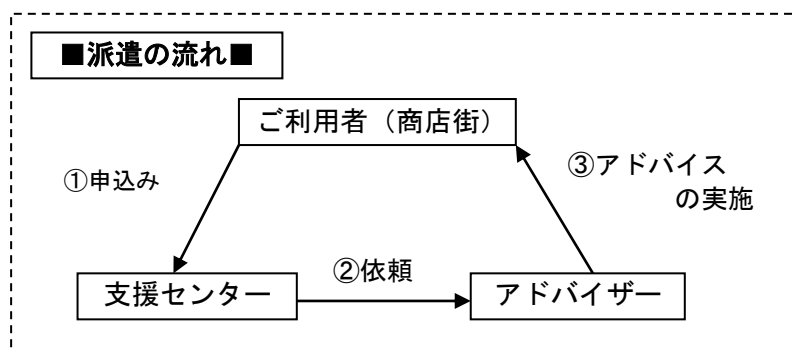 ■派遣の流れ■
ご利用者（商店街）
①申込み
③アドバイス
の実施
②依頼
支援センター
アドバイザー